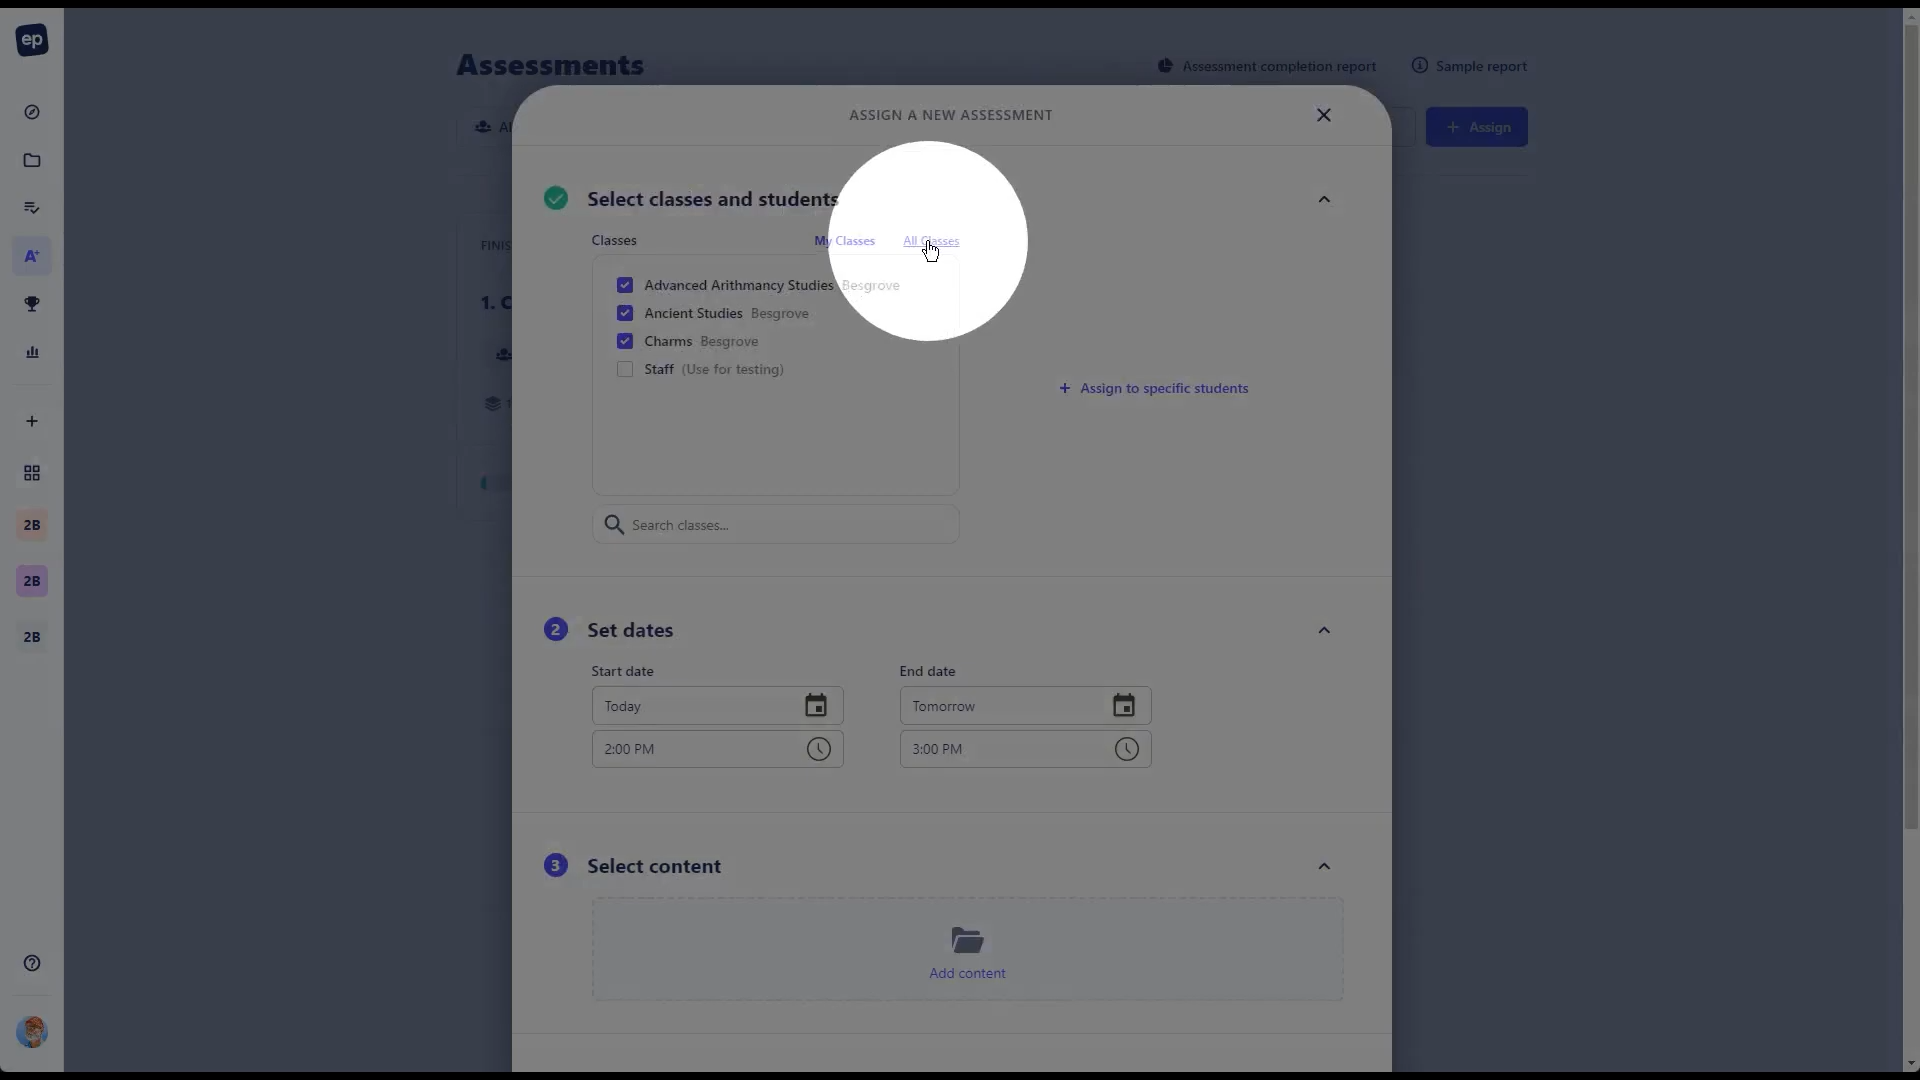 ep
Assessments
Assessment completion report
Sample report
ASSIGN A NEW ASSESSMENT
Assign
Select classes and students
FINIS
Classes
My Classes
All Classes
A+
Advanced Arithmancy Studies Besgrove
1. C
Ancient Studies Besgrove
Charms Besgrove
Staff (Use for testing)
+ Assign to specific students
Search classes...
2B
2B
2 Set dates
2B
Start date
End date
Today
Tomorrow
2:00 PM
3:00 PM
3 Select content
Add content